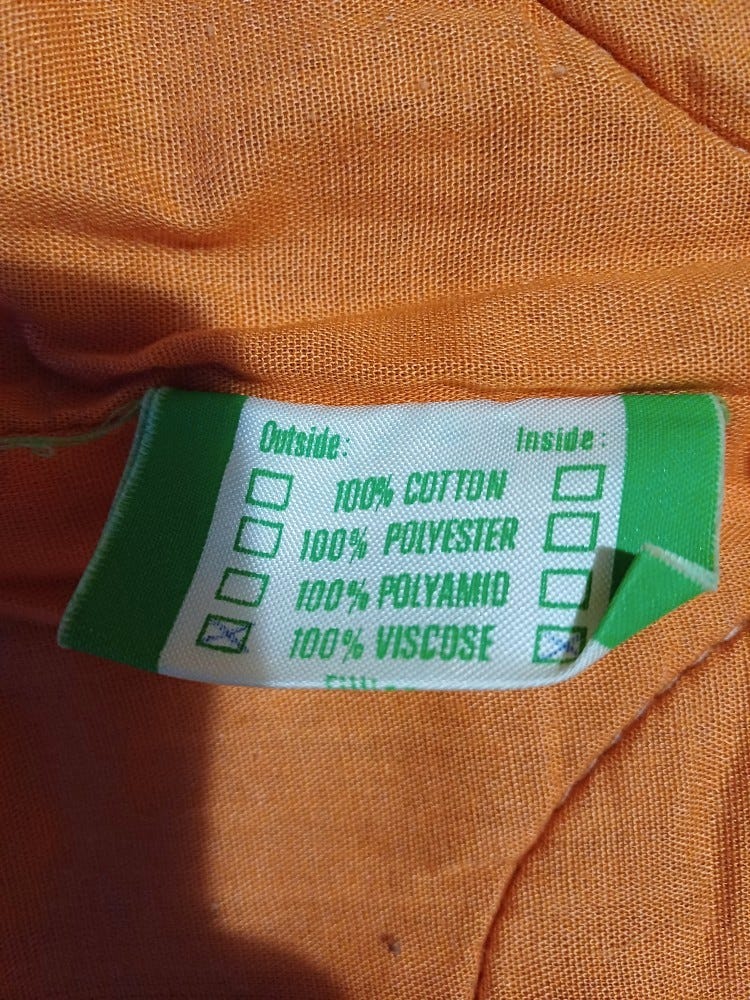 Outside: Inside:
☐ 100% COTTON ☐
☐ 100% POLYESTER ☐
☐ 100% POLYAMID ☐
☒ 100% VISCOSE ☒